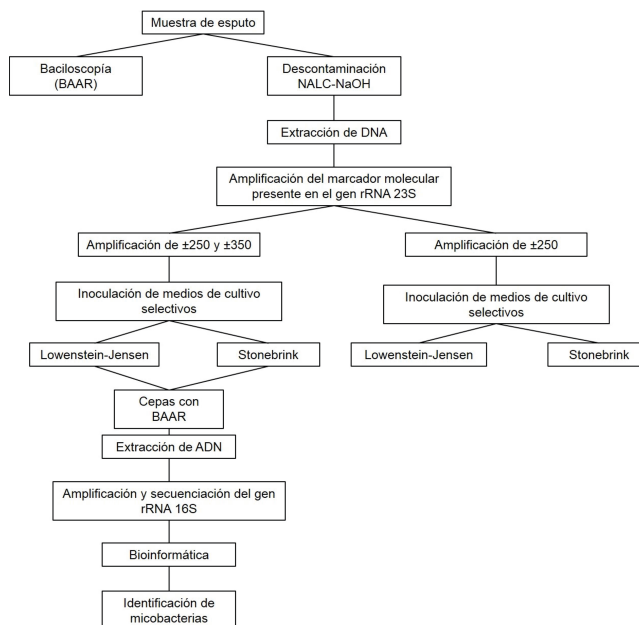 Muestra de esputo
Baciloscopía
(BAAR)
Descontaminación
NALC-NaOH
Extracción de DNA
Amplificación del marcador molecular
presente en el gen rRNA 23S
Amplificación de ±250 y ±350
Amplificación de ±250
Inoculación de medios de cultivo
selectivos
Inoculación de medios de cultivo
selectivos
Lowenstein-Jensen
Stonebrink
Lowenstein-Jensen
Stonebrink
Cepas con
BAAR
Extracción de ADN
Amplificación y secuenciación del gen
rRNA 16S
Bioinformática
Identificación de
micobacterias